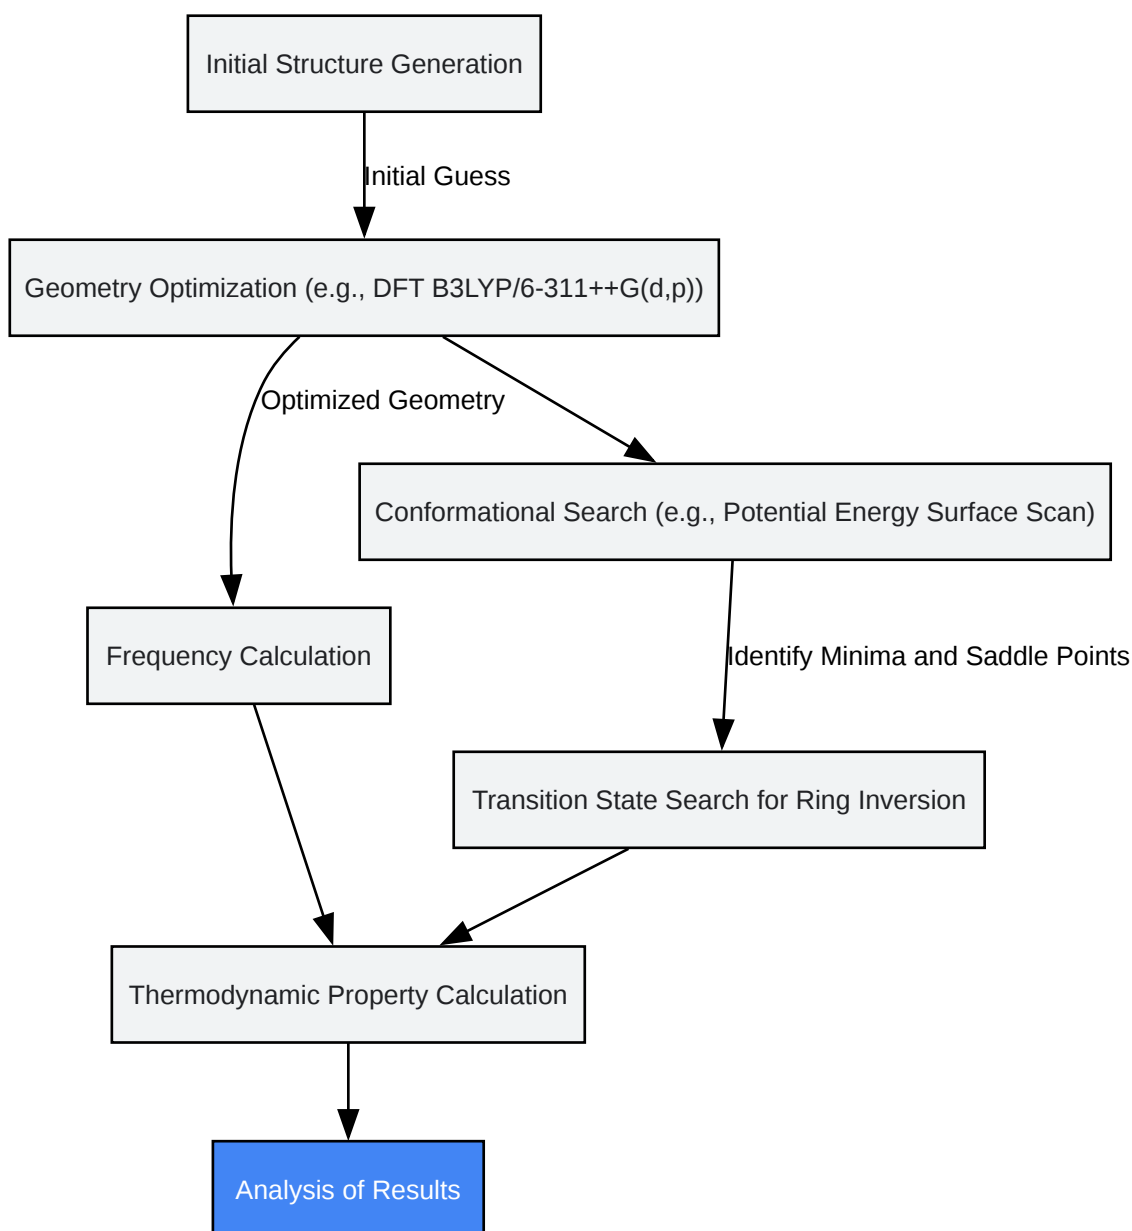 Initial Structure Generation
Initial Guess
Geometry Optimization (e.g., DFT B3LYP/6-311++G(d,p))
Optimized Geometry
Conformational Search (e.g., Potential Energy Surface Scan)
Frequency Calculation
Identify Minima and Saddle Points
Transition State Search for Ring Inversion
Thermodynamic Property Calculation
Analysis of Results